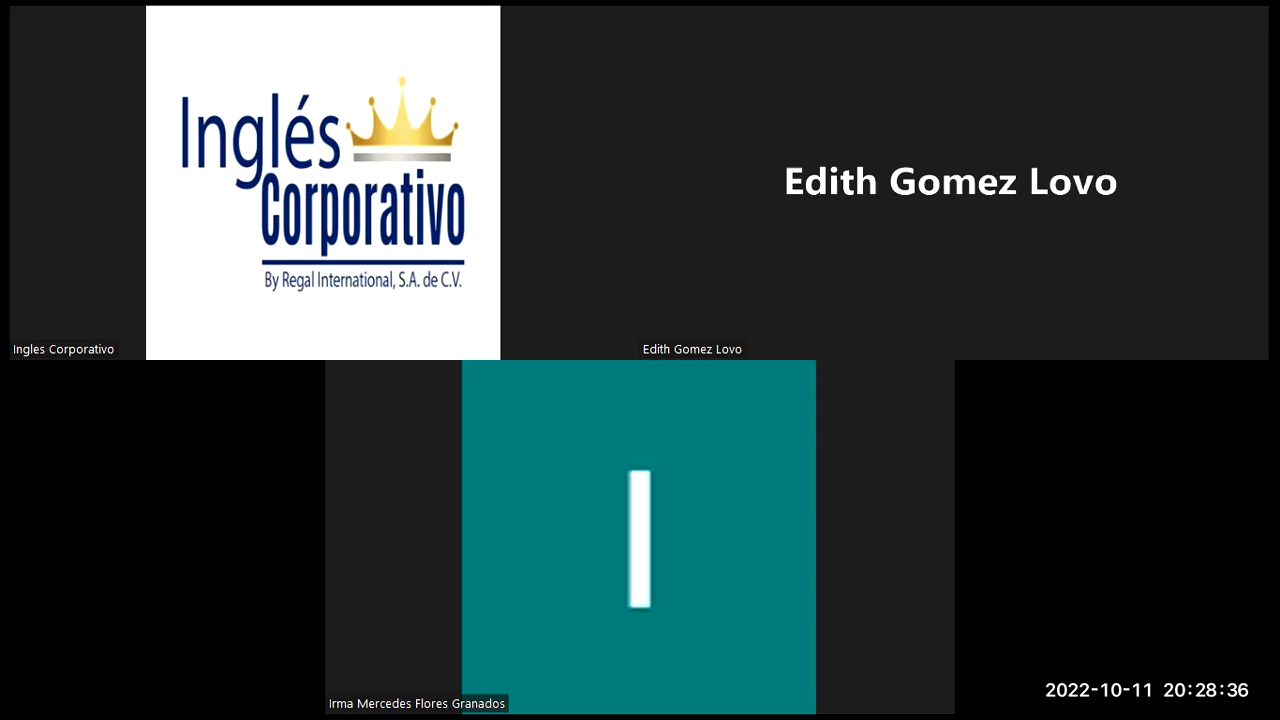 Inglés
Corporativo
By Regal International, S.A. de C.V.
Ingles Corporativo
Edith Gomez Lovo
Edith Gomez Lovo
I
Irma Mercedes Flores Granados
2022-10-11 20:28:36